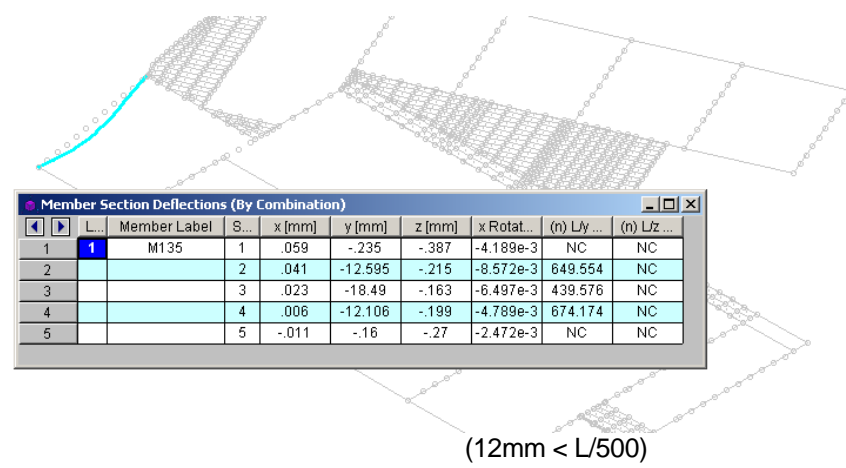 Member Section Deflections (By Combination)
L... Member Label S... x [mm] y [mm] z [mm] x Rotat... (n) L/y ... (n) L/z ...
1 1 M135 1 .059 -.235 -.387 -4.189e-3 NC NC
2 2 .041 -12.595 -.215 -8.572e-3 649.554 NC
3 3 .023 -18.49 -.163 -6.497e-3 439.576 NC
4 4 .006 -12.106 -.199 -4.789e-3 674.174 NC
5 5 -.011 -.16 -.27 -2.472e-3 NC NC
(12mm < L/500)